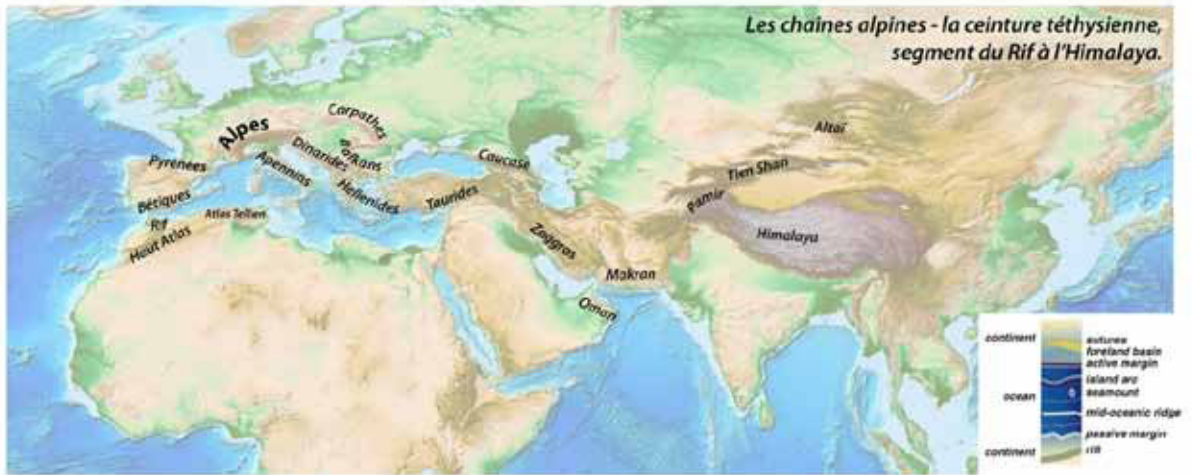 Les chaînes alpines - la ceinture téthysienne,
segment du Rif à l'Himalaya.
Carpathes
Alpes
Altaï
Dinarides
Balkans
Caucase
Pyrénées
Apennins
Tien Shan
Bétiques
Hellenides
Taurides
Pamir
Rif
Atlas Tellien
Haut Atlas
Zaggros
Himalaya
Makran
Oman
continent
sutures
foreland basin
active margin
island arc
ocean
seamount
mid-oceanic ridge
passive margin
continent
rift